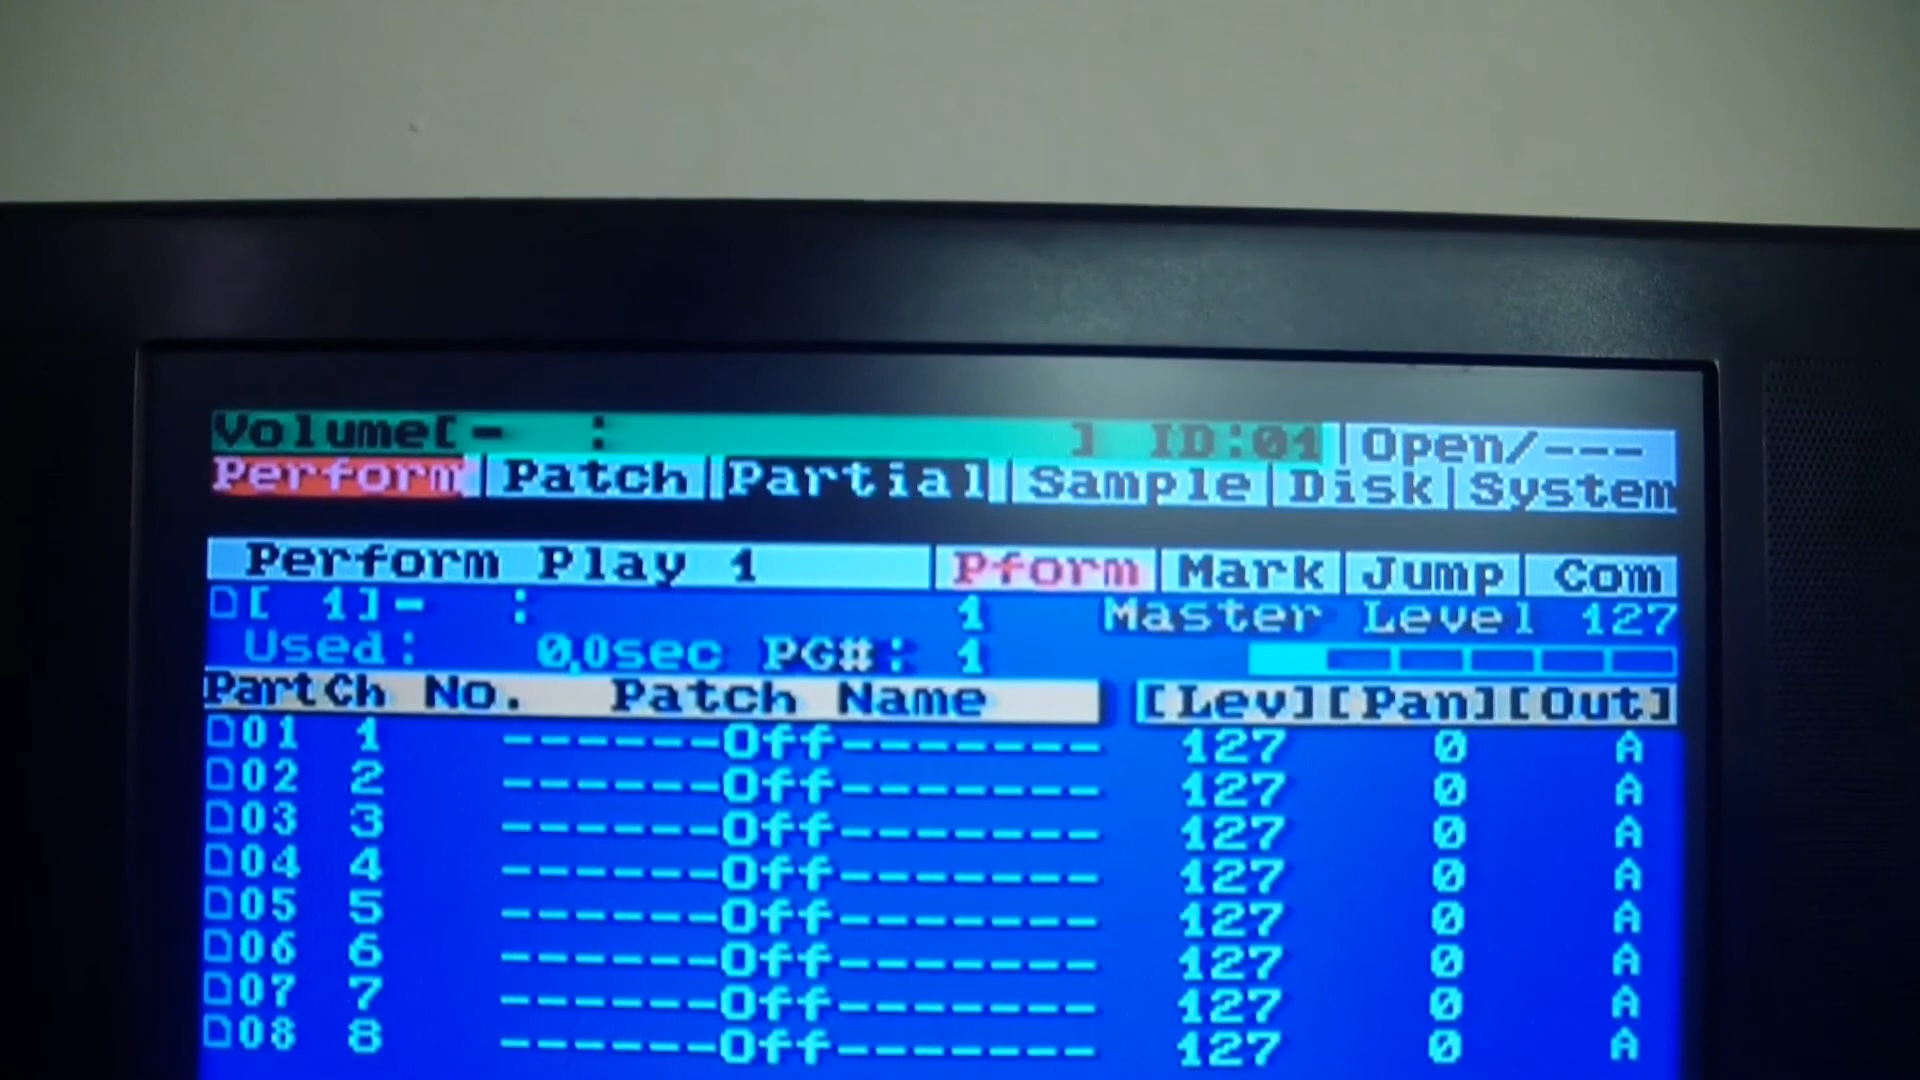 Volume[-  :  ] ID:01|Open/---
Perform|Patch|Partial|Sample|Disk|System
Perform Play 1 |Pform|Mark|Jump|Com
[ 1]-  :  1 Master Level 127
Used: 0,0sec PG#: 1
Part Ch No. Patch Name [Lev][Pan][Out]
01 1 ------Off------- 127 0 A
02 2 ------Off------- 127 0 A
03 3 ------Off------- 127 0 A
04 4 ------Off------- 127 0 A
05 5 ------Off------- 127 0 A
06 6 ------Off------- 127 0 A
07 7 ------Off------- 127 0 A
08 8 ------Off------- 127 0 A